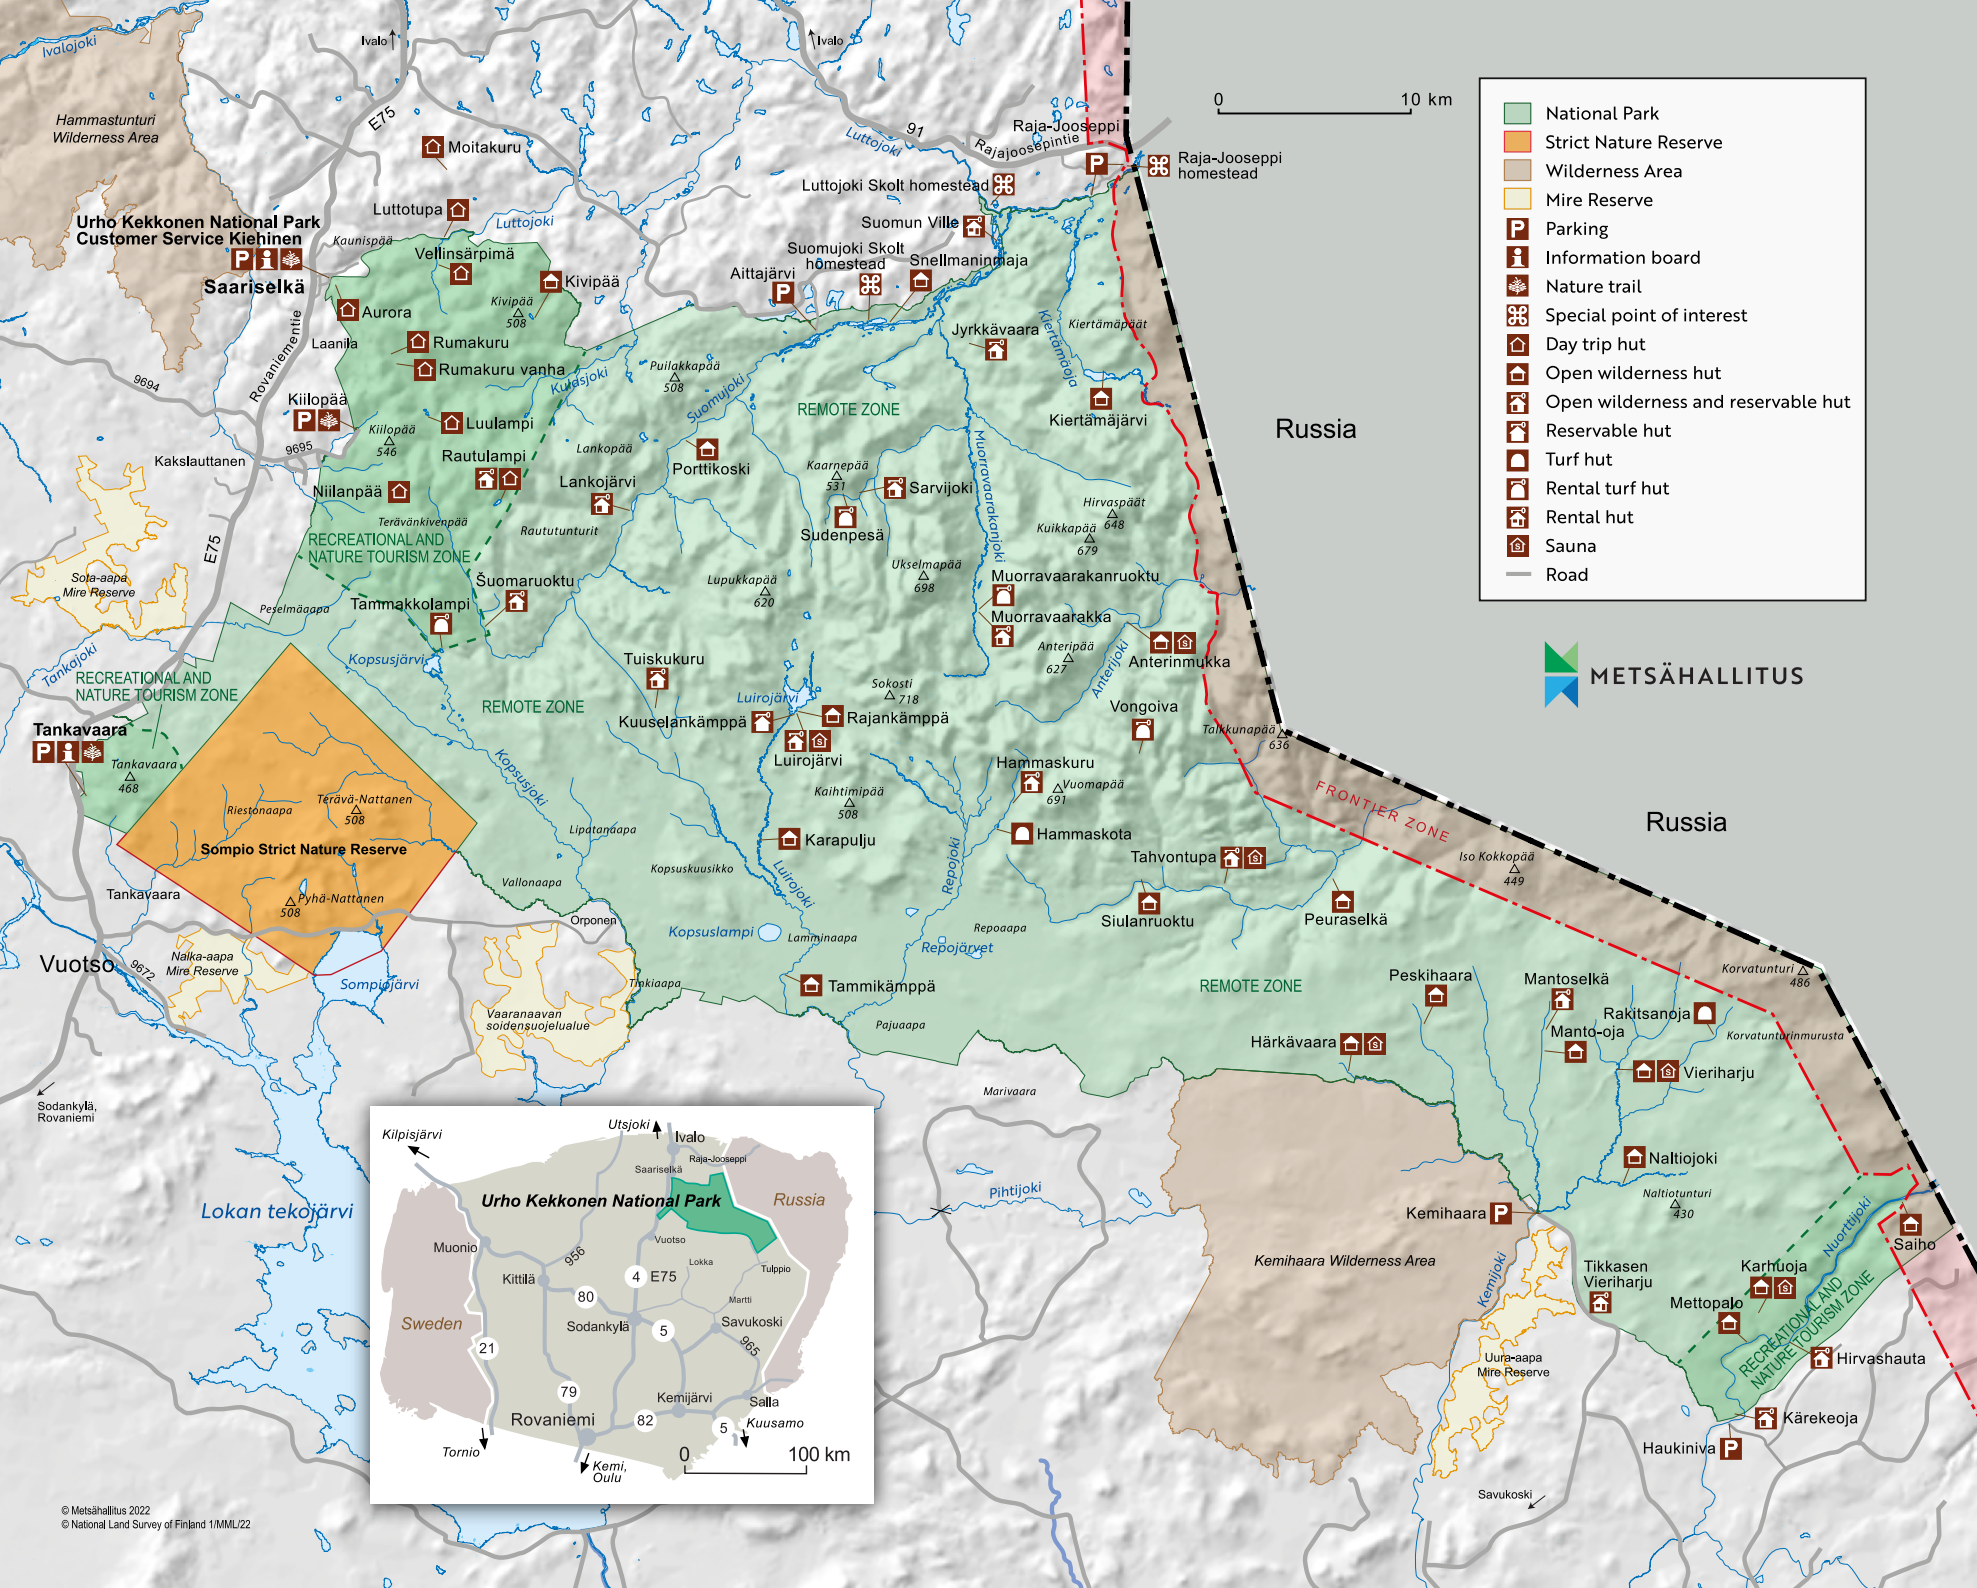 Ivalojoki
Ivalo
Ivalo
Hammastunturi
Wilderness Area
E75
Moitakuru
Luttotupa
Luttojoki
Luttojoki
91
Raja-Jooseppi
Rajajoosepintie
Raja-Jooseppi
homestead
Luttojoki Skolt homestead
Suomun Ville
Suomujoki Skolt
homestead
Snellmaninmaja
Aittajärvi
Urho Kekkonen National Park
Customer Service Kiehinen
Saariselkä
Kaunispää
Vellinsärpimä
Kivipää
Kivipää
508
Aurora
Laanila
Rumakuru
Rumakuru vanha
Rovaniementie
9694
Kiilopää
Kiilopää
546
Luulampi
9695
Kakslauttanen
Rautulampi
Niilanpää
Terävänkivenpää
RECREATIONAL AND
NATURE TOURISM ZONE
Kulasjoki
Puilakkapää
508
Suomujoki
REMOTE ZONE
Lankopää
Lankojärvi
Porttikoski
Rautututunturit
Kaarnepää
531
Sarvijoki
Sudenpesä
Jyrkkävaara
Kiertämäoja
Kiertämäpäät
Kiertämäjärvi
Muorravaarakanjoki
Hirvaspäät
648
Kuikkapää
679
Ukselmapää
698
Lupukkapää
620
Muorravaarakanruoktu
Muorravaarakka
Anteripää
627
Anterijoki
Anterinmukka
E75
Sota-aapa
Mire Reserve
Peselmäaapa
Tankajoki
Suomaruoktu
Tammakkolampi
Kopsusjärvi
RECREATIONAL AND
NATURE TOURISM ZONE
Tankavaara
Tankavaara
468
REMOTE ZONE
Tuiskukuru
Kuuselankämppä
Luirojärvi
Rajankämppä
Luirojärvi
Sokosti
718
Vongoiva
Talkkunapää
636
Hammaskuru
Vuomapää
691
Hammaskota
Kaihtimipää
508
Karapulju
Kopsusjoki
Luirojoki
Repojoki
Lipatanaapa
Kopsuskuusikko
Riestonaapa
Terävä-Nattanen
508
Sompio Strict Nature Reserve
Pyhä-Nattanen
508
Tankavaara
Vallonaapa
Orponen
Kopsuslampi
Lamminaapa
Repoaapa
Repojärvet
Tahvontupa
Siulanruoktu
Peuraselkä
FRONTIER ZONE
Iso Kokkopää
449
Russia
Russia
0 10 km
National Park
Strict Nature Reserve
Wilderness Area
Mire Reserve
Parking
Information board
Nature trail
Special point of interest
Day trip hut
Open wilderness hut
Open wilderness and reservable hut
Reservable hut
Turf hut
Rental turf hut
Rental hut
Sauna
Road
METSÄHALLITUS
Vuotso
9672
Nalka-aapa
Mire Reserve
Sompiojärvi
Vaaranaavan
soidensuojelualue
Tinkiaapa
Tammikämppä
Pajuaapa
Marivaara
REMOTE ZONE
Peskihaara
Mantoselkä
Rakitsanoja
Manto-oja
Härkävaara
Vieriharju
Korvatunturi
486
Korvatunturinmurusta
Naltiojoki
Naltiotunturi
430
Sodankylä,
Rovaniemi
Lokan tekojärvi
Pihtijoki
Kemihaara
Kemihaara Wilderness Area
Kemijoki
Tikkasen
Vieriharju
Uura-aapa
Mire Reserve
Nuorttijoki
Saiho
Karhuoja
Mettopalo
RECREATIONAL AND
NATURE TOURISM ZONE
Hirvashauta
Kärekeoja
Haukiniva
Savukoski
Kilpisjärvi
Utsjoki
Ivalo
Raja-Jooseppi
Saariselkä
Urho Kekkonen National Park
Russia
Muonio
956
Vuotso
Lokka
Tulppio
Kittilä
4 E75
80
Martti
Sodankylä
5
Savukoski
965
Sweden
21
79
Kemijärvi
Salla
Rovaniemi
82
5
Kuusamo
Tornio
Kemi,
Oulu
0 100 km
© Metsähallitus 2022
© National Land Survey of Finland 1/MML/22